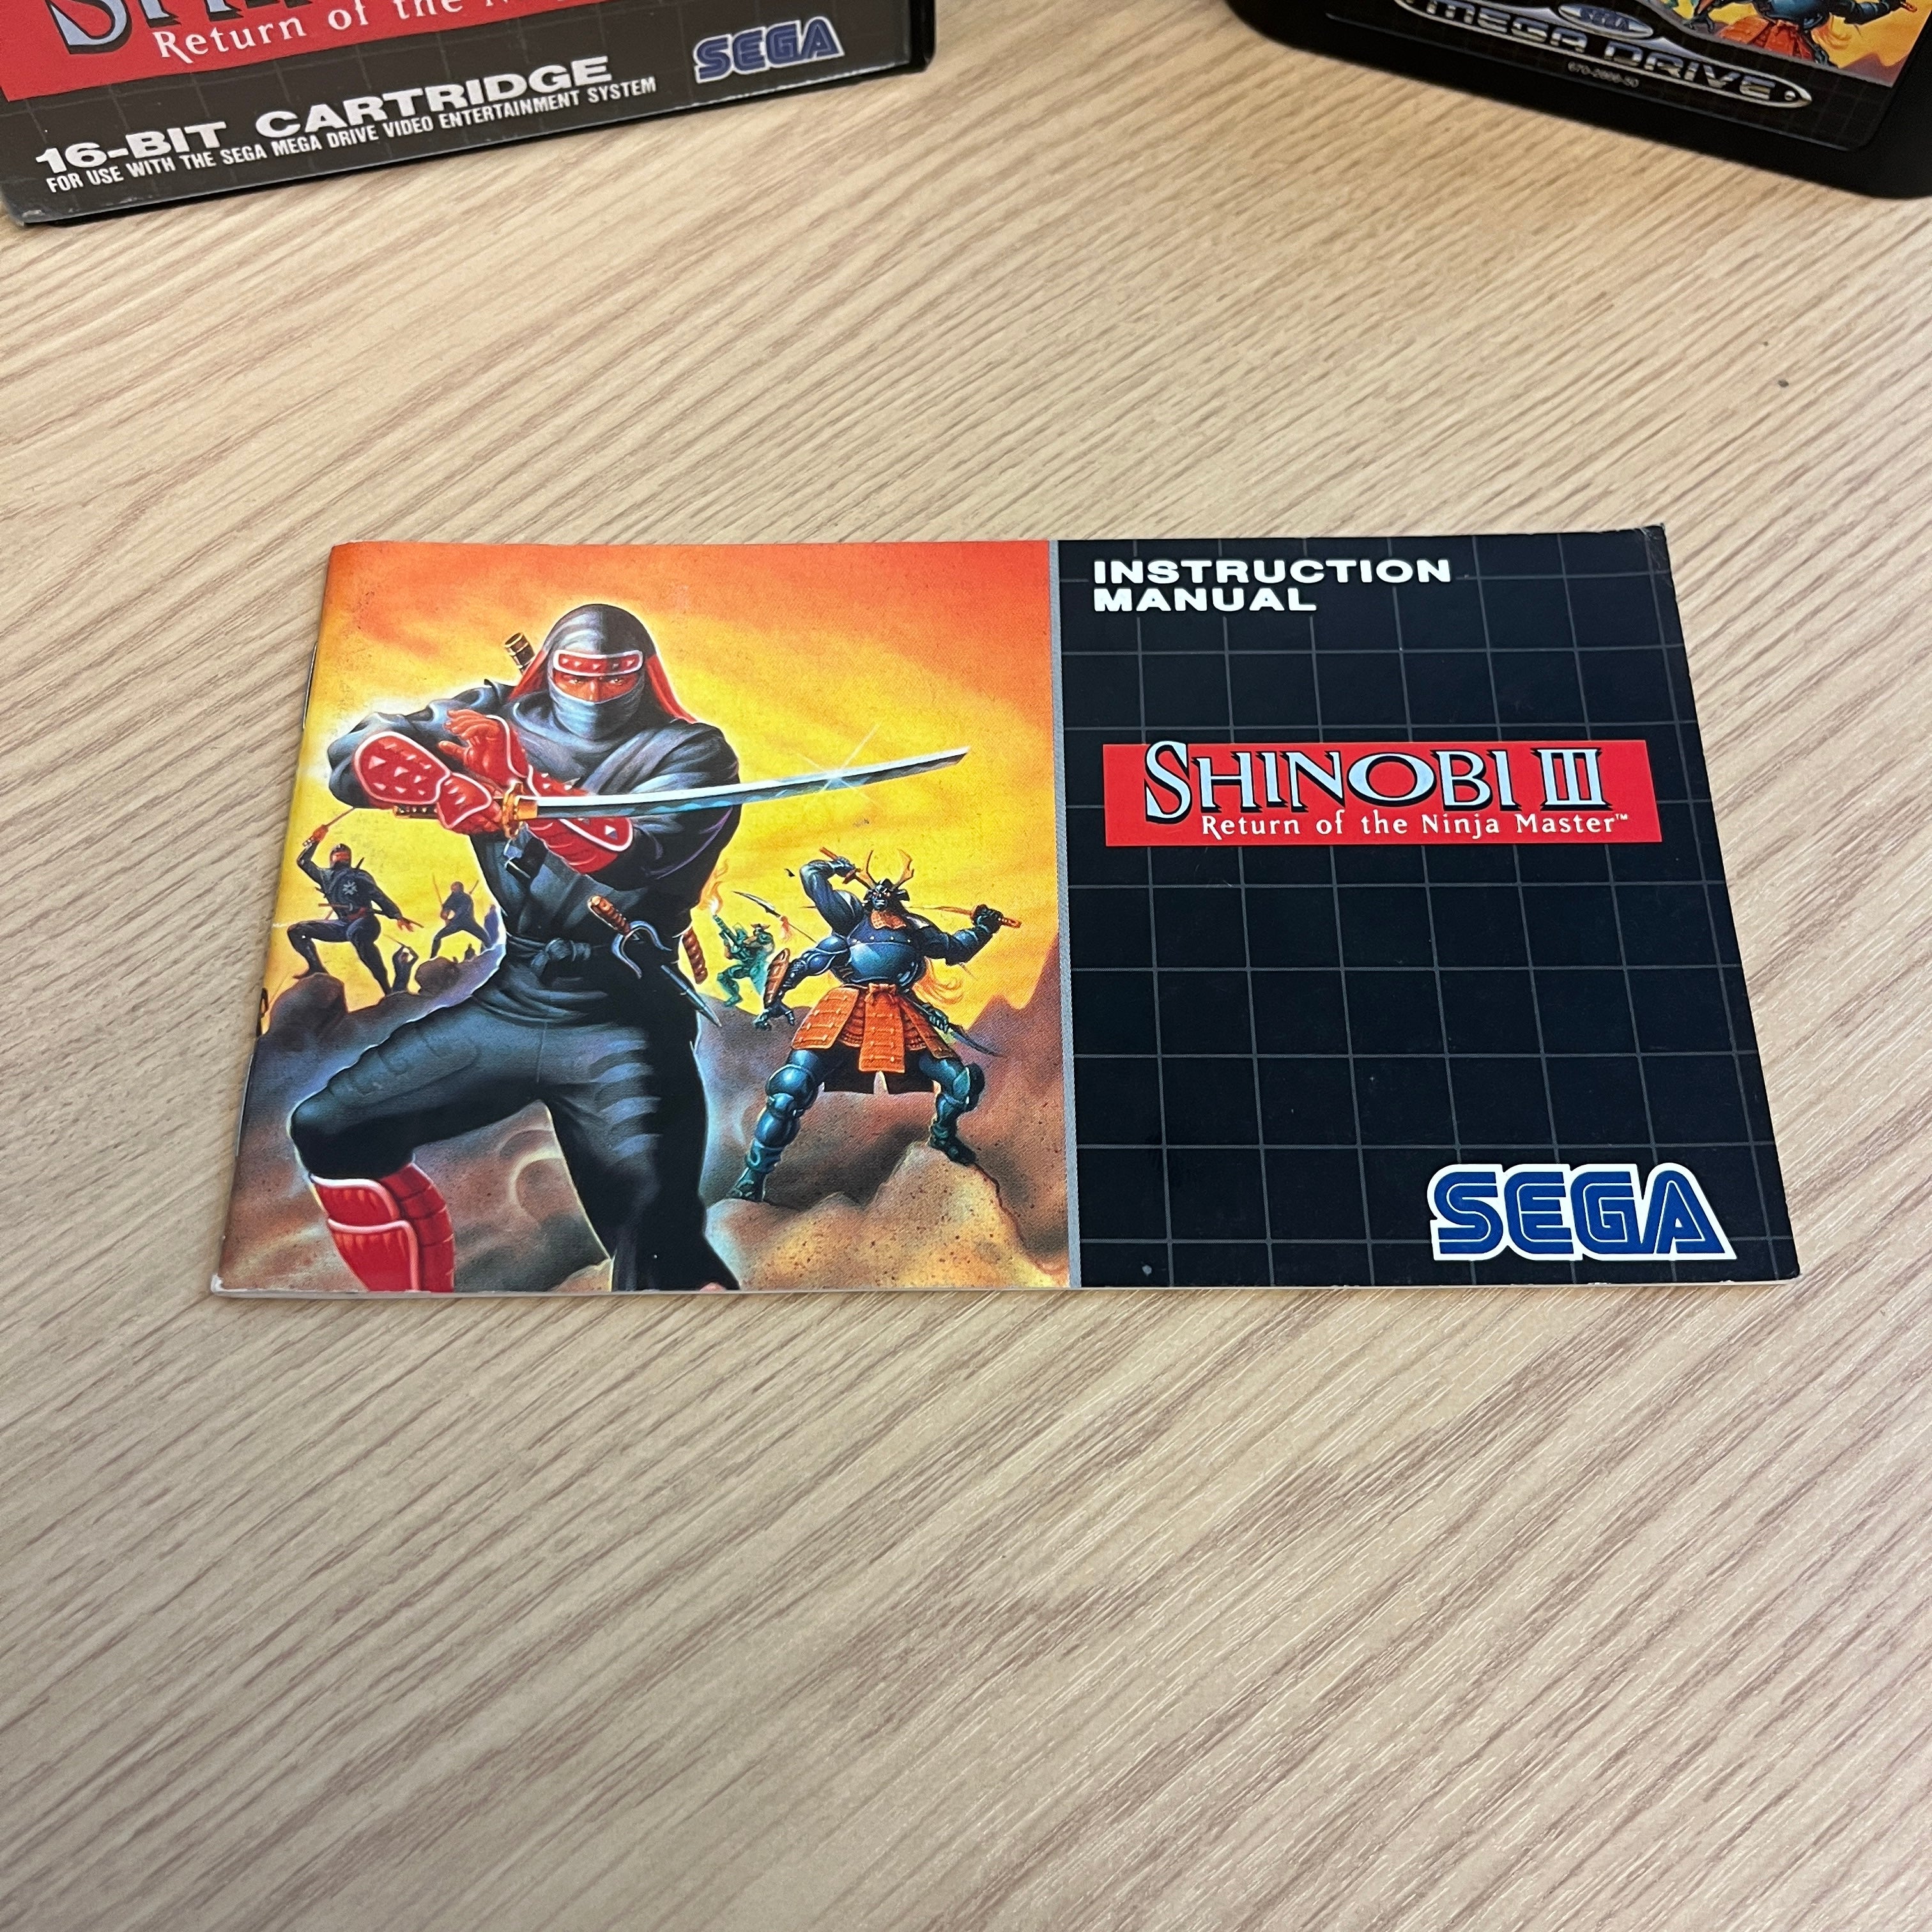 Return of the
SEGA
16-BIT CARTRIDGE
FOR USE WITH THE SEGA MEGA DRIVE VIDEO ENTERTAINMENT SYSTEM
SEGA
MEGA DRIVE
INSTRUCTION
MANUAL
SHINOBI III
Return of the Ninja Master™
SEGA